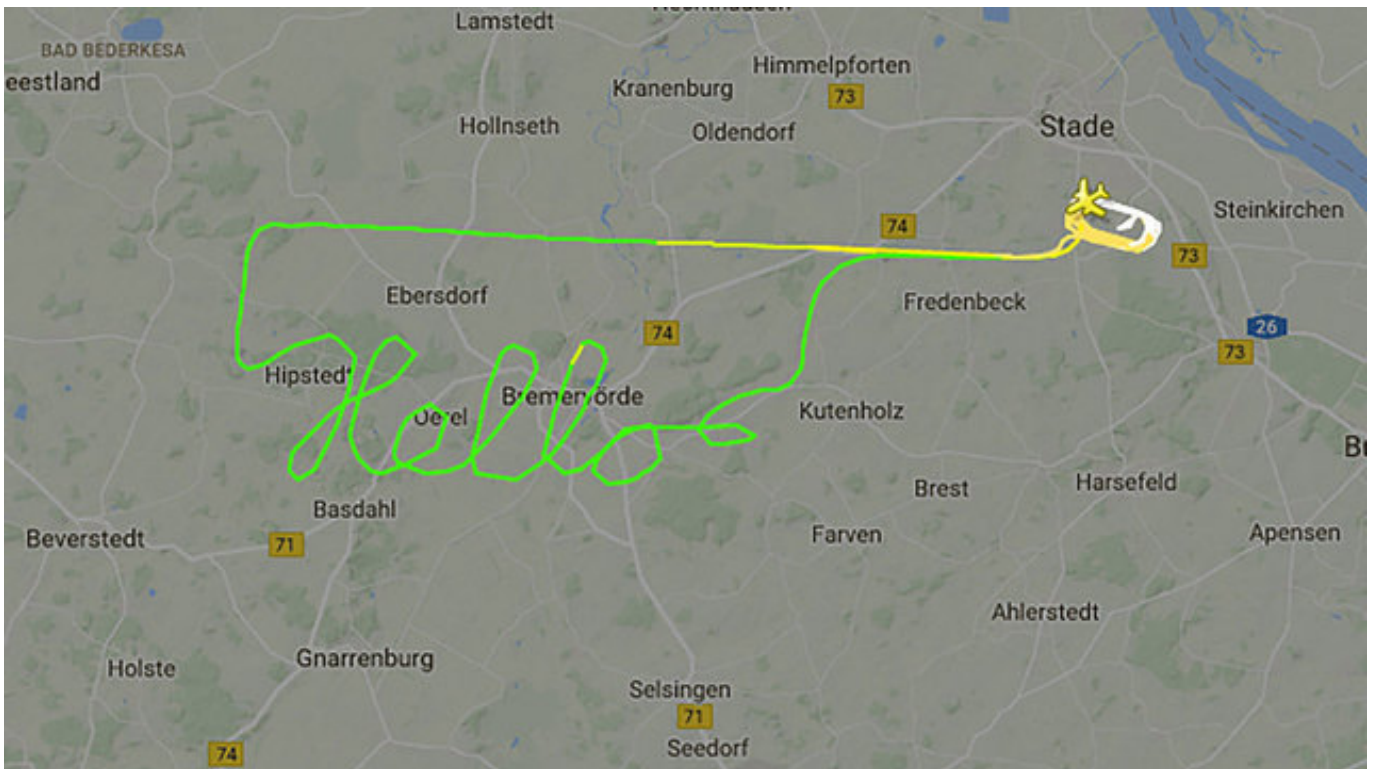 Lamstedt
BAD BEDERKESA
eestland
Himmelpforten
Kranenburg
73
Hollnseth
Oldendorf
Stade
Steinkirchen
74
73
Ebersdorf
Fredenbeck
74
26
73
Hipstedt
Hello
Bremervörde
Oerel
Kutenholz
Harsefeld
Brest
Basdahl
Farven
Apensen
Beverstedt
71
Ahlerstedt
Gnarrenburg
Holste
Selsingen
71
Seedorf
74